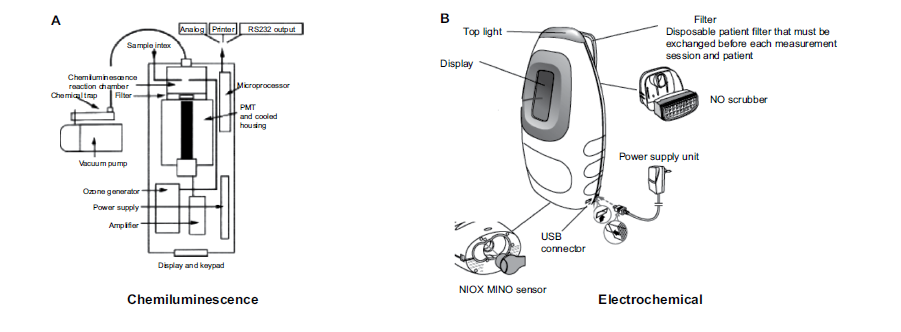 A
Analog Printer RS232 output
Sample intex
Chemiluminescence
reaction chamber
Chemical trap
Filter
Microprocessor
PMT
and cooled
housing
Vacuum pump
Ozone generator
Power supply
Amplifier
Display and keypad
Chemiluminescence
B
Top light
Display
Filter
Disposable patient filter that must be
exchanged before each measurement
session and patient
NO scrubber
Power supply unit
USB
connector
NIOX MINO sensor
Electrochemical